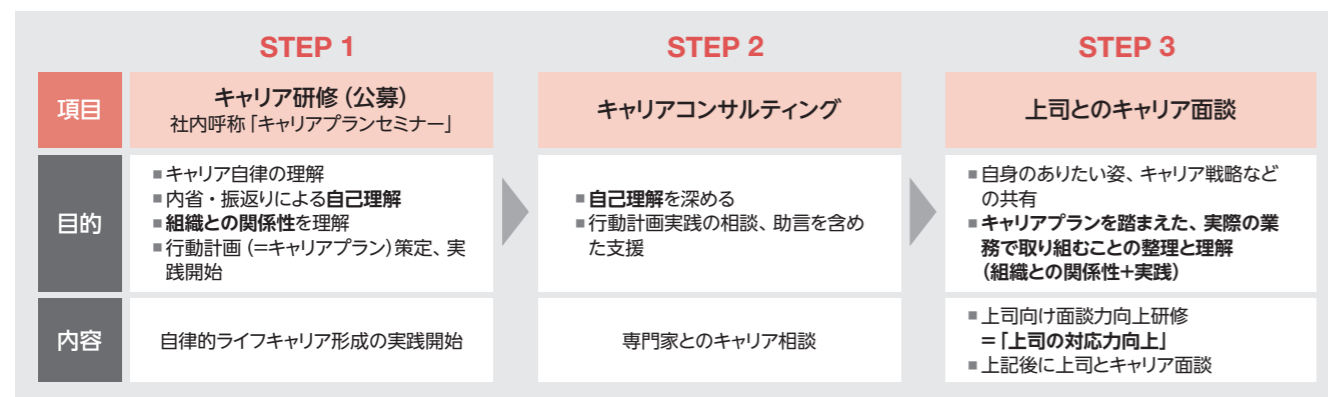 STEP 1
STEP 2
STEP 3
項目
キャリア研修（公募）
社内呼称「キャリアプランセミナー」
キャリアコンサルティング
上司とのキャリア面談
目的
■キャリア自律の理解
■内省・振返りによる自己理解
■組織との関係性を理解
■行動計画（＝キャリアプラン）策定、実
践開始
■自己理解を深める
■行動計画実践の相談、助言を含め
た支援
■自身のありたい姿、キャリア戦略など
の共有
■キャリアプランを踏まえた、実際の業
務で取り組むことの整理と理解
（組織との関係性＋実践）
内容
自律的ライフキャリア形成の実践開始
専門家とのキャリア相談
■上司向け面談力向上研修
＝「上司の対応力向上」
■上記後に上司とキャリア面談